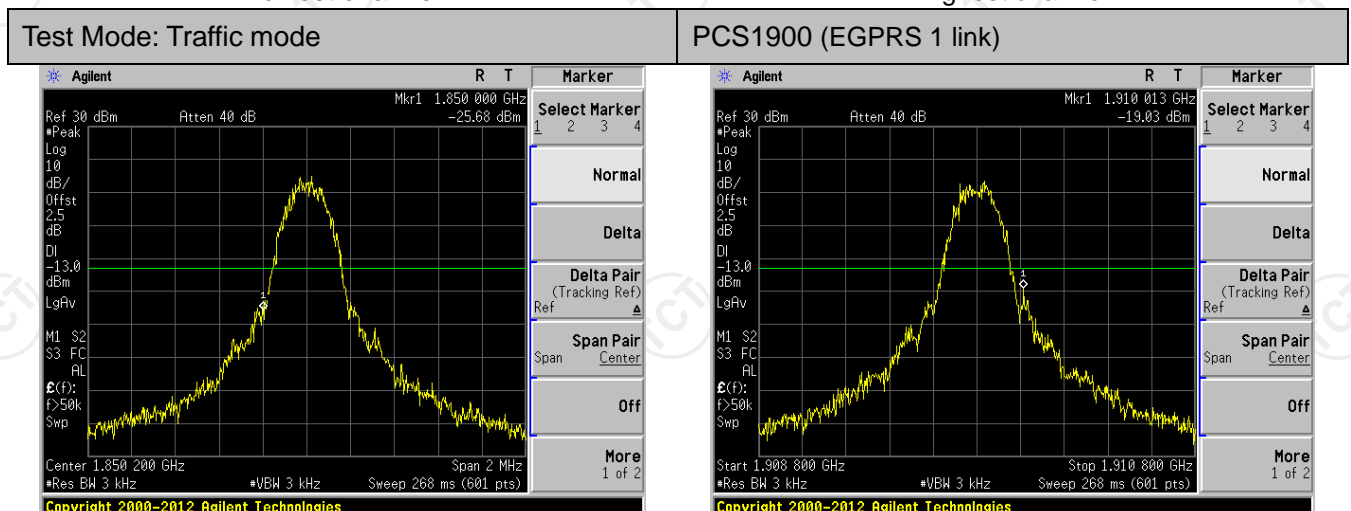 Test Mode: Traffic mode
PCS1900 (EGPRS 1 link)
Agilent R T Marker
Mkr1 1.850 000 GHz
Ref 30 dBm Atten 40 dB -25.68 dBm
#Peak
Log
10
dB/
Offst
2.5
dB
DI
-13.0
dBm
LgAv
M1 S2
S3 FC
AL
£(f):
f>50k
Swp
1
Center 1.850 200 GHz Span 2 MHz
#Res BW 3 kHz #VBW 3 kHz Sweep 268 ms (601 pts)
Copyright 2000-2012 Agilent Technologies
Select Marker
1 2 3 4
Normal
Delta
Delta Pair
(Tracking Ref)
Ref Δ
Span Pair
Span Center
Off
More
1 of 2
Agilent R T Marker
Mkr1 1.910 013 GHz
Ref 30 dBm Atten 40 dB -19.03 dBm
#Peak
Log
10
dB/
Offst
2.5
dB
DI
-13.0
dBm
LgAv
M1 S2
S3 FC
AL
£(f):
f>50k
Swp
1
Start 1.908 800 GHz Stop 1.910 800 GHz
#Res BW 3 kHz #VBW 3 kHz Sweep 268 ms (601 pts)
Copyright 2000-2012 Agilent Technologies
Select Marker
1 2 3 4
Normal
Delta
Delta Pair
(Tracking Ref)
Ref Δ
Span Pair
Span Center
Off
More
1 of 2